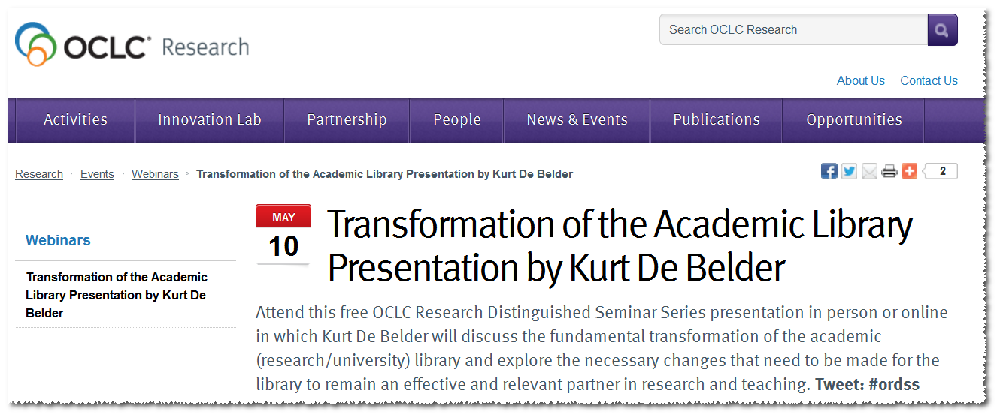 OCLC® Research
Search OCLC Research
About Us Contact Us
Activities Innovation Lab Partnership People News & Events Publications Opportunities
Research Events Webinars Transformation of the Academic Library Presentation by Kurt De Belder
2
Webinars
Transformation of the Academic
Library Presentation by Kurt De
Belder
MAY
10
Transformation of the Academic Library
Presentation by Kurt De Belder
Attend this free OCLC Research Distinguished Seminar Series presentation in person or online
in which Kurt De Belder will discuss the fundamental transformation of the academic
(research/university) library and explore the necessary changes that need to be made for the
library to remain an effective and relevant partner in research and teaching. Tweet: #ordss